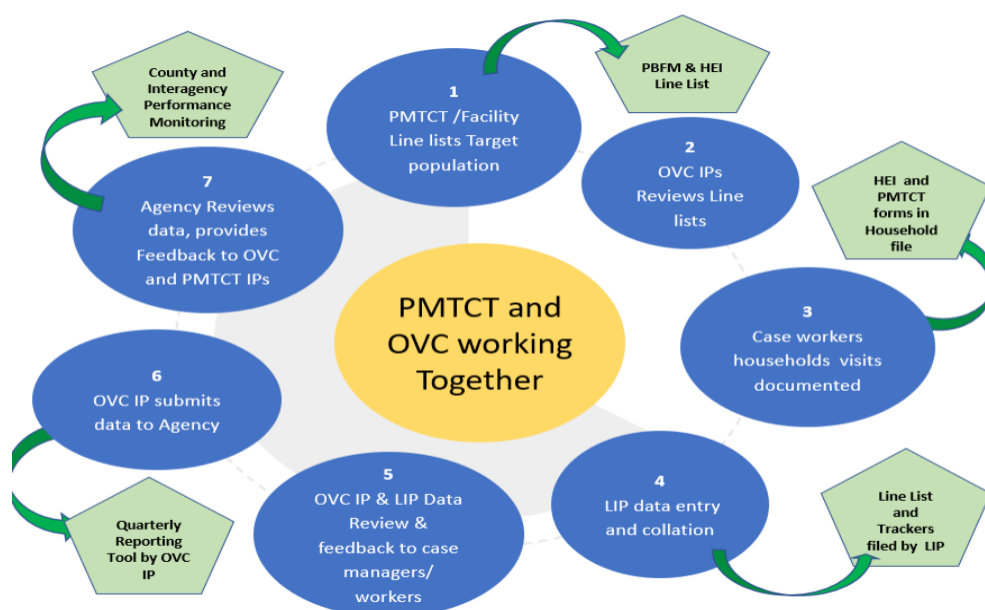 1
PMTCT /Facility
Line lists Target
population
PBFM & HEI
Line List
2
OVC IPs
Reviews Line
lists
HEI and
PMTCT
forms in
Household
file
3
Case workers
households visits
documented
4
LIP data entry
and collation
Line List
and
Trackers
filed by LIP
5
OVC IP & LIP Data
Review &
feedback to case
managers/
workers
6
OVC IP submits
data to Agency
Quarterly
Reporting
Tool by OVC
IP
7
Agency Reviews
data, provides
Feedback to OVC
and PMTCT IPs
County and
Interagency
Performance
Monitoring
PMTCT and
OVC working
Together